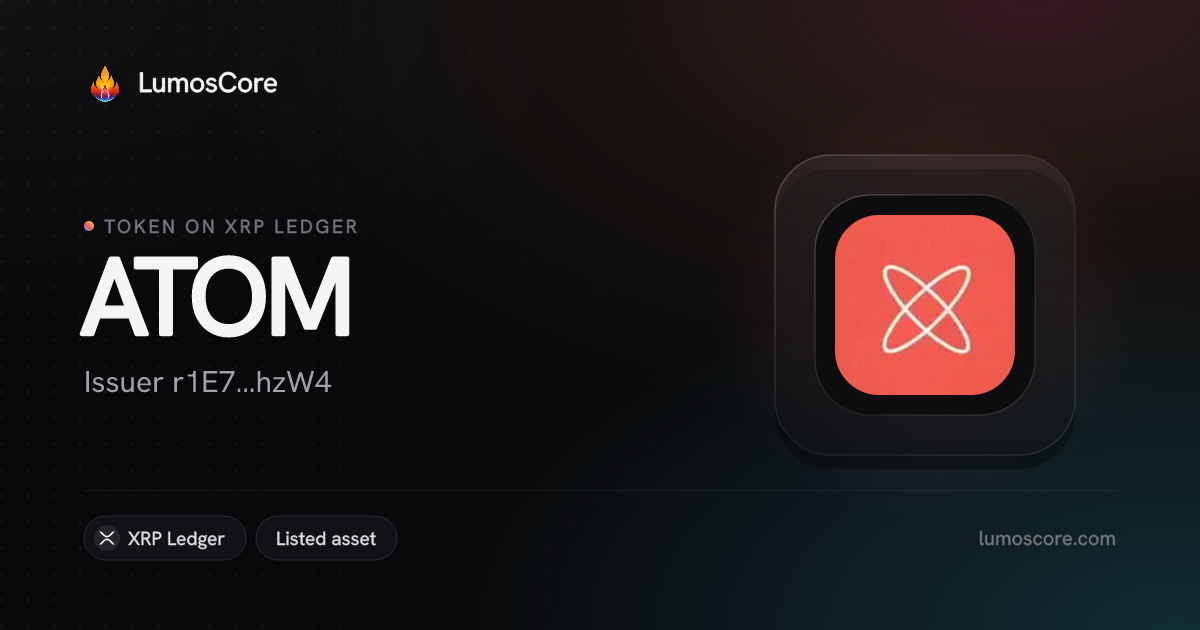 LumosCore
TOKEN ON XRP LEDGER
ATOM
Issuer r1E7...hzW4
XRP Ledger
Listed asset
lumoscore.com